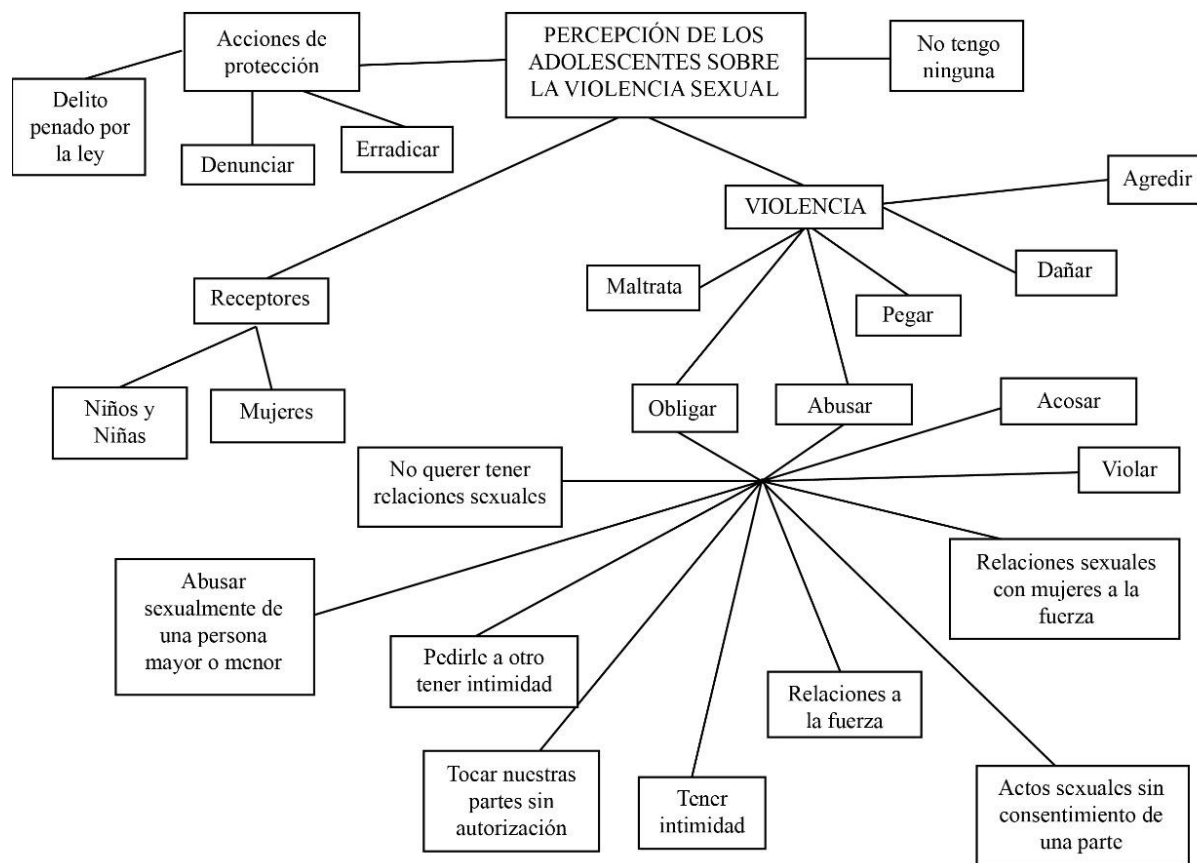 Acciones de
protección
PERCEPCIÓN DE LOS
ADOLESCENTES SOBRE
LA VIOLENCIA SEXUAL
No tengo
ninguna
Delito
penado por
la ley
Denunciar
Erradicar
VIOLENCIA
Agredir
Dañar
Maltrata
Pegar
Receptores
Niños y
Niñas
Mujeres
Obligar
Abusar
Acosar
No querer tener
relaciones sexuales
Violar
Abusar
sexualmente de
una persona
mayor o menor
Relaciones sexuales
con mujeres a la
fuerza
Pedirle a otro
tener intimidad
Relaciones a
la fuerza
Tocar nuestras
partes sin
autorización
Tener
intimidad
Actos sexuales sin
consentimiento de
una parte